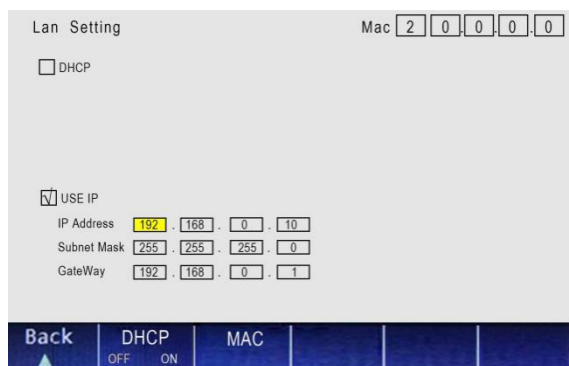 Lan Setting Mac 2 0 . 0 . 0 . 0
DHCP
√ USE IP
IP Address 192 . 168 . 0 . 10
Subnet Mask 255 . 255 . 255 . 0
GateWay 192 . 168 . 0 . 1
Back DHCP MAC
OFF ON